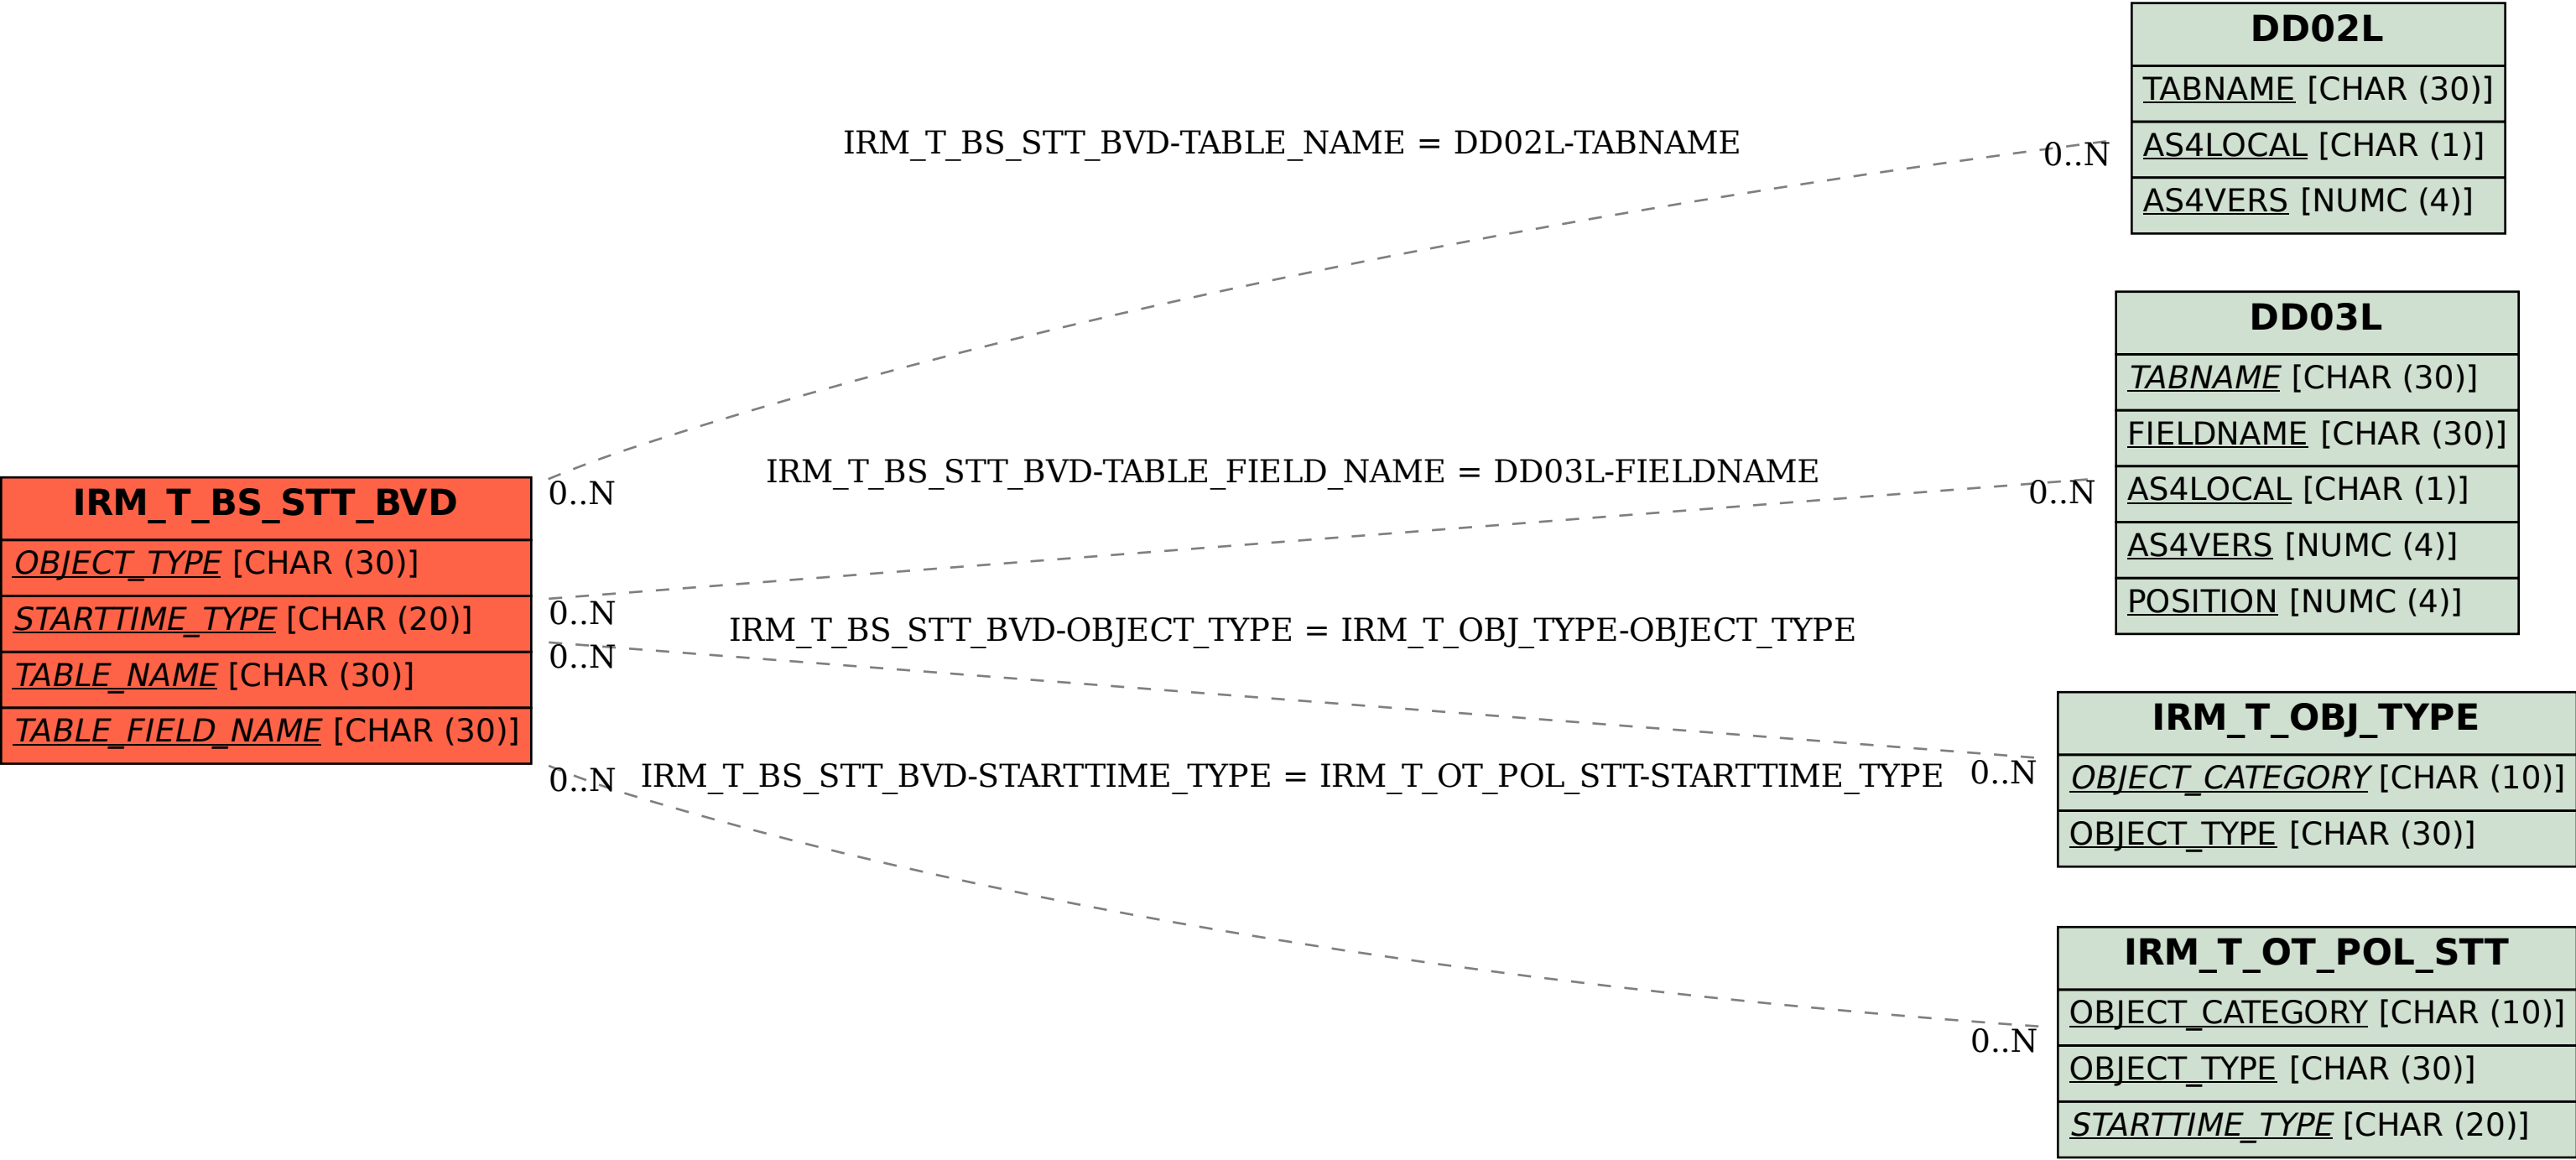 DD02L
TABNAME [CHAR (30)]
AS4LOCAL [CHAR (1)]
AS4VERS [NUMC (4)]
IRM_T_BS_STT_BVD-TABLE_NAME = DD02L-TABNAME
0..N
0..N
DD03L
TABNAME [CHAR (30)]
FIELDNAME [CHAR (30)]
AS4LOCAL [CHAR (1)]
AS4VERS [NUMC (4)]
POSITION [NUMC (4)]
IRM_T_BS_STT_BVD-TABLE_FIELD_NAME = DD03L-FIELDNAME
0..N
0..N
IRM_T_BS_STT_BVD
OBJECT_TYPE [CHAR (30)]
STARTTIME_TYPE [CHAR (20)]
TABLE_NAME [CHAR (30)]
TABLE_FIELD_NAME [CHAR (30)]
IRM_T_BS_STT_BVD-OBJECT_TYPE = IRM_T_OBJ_TYPE-OBJECT_TYPE
0..N
0..N
IRM_T_OBJ_TYPE
OBJECT_CATEGORY [CHAR (10)]
OBJECT_TYPE [CHAR (30)]
IRM_T_BS_STT_BVD-STARTTIME_TYPE = IRM_T_OT_POL_STT-STARTTIME_TYPE
0..N
0..N
IRM_T_OT_POL_STT
OBJECT_CATEGORY [CHAR (10)]
OBJECT_TYPE [CHAR (30)]
STARTTIME_TYPE [CHAR (20)]